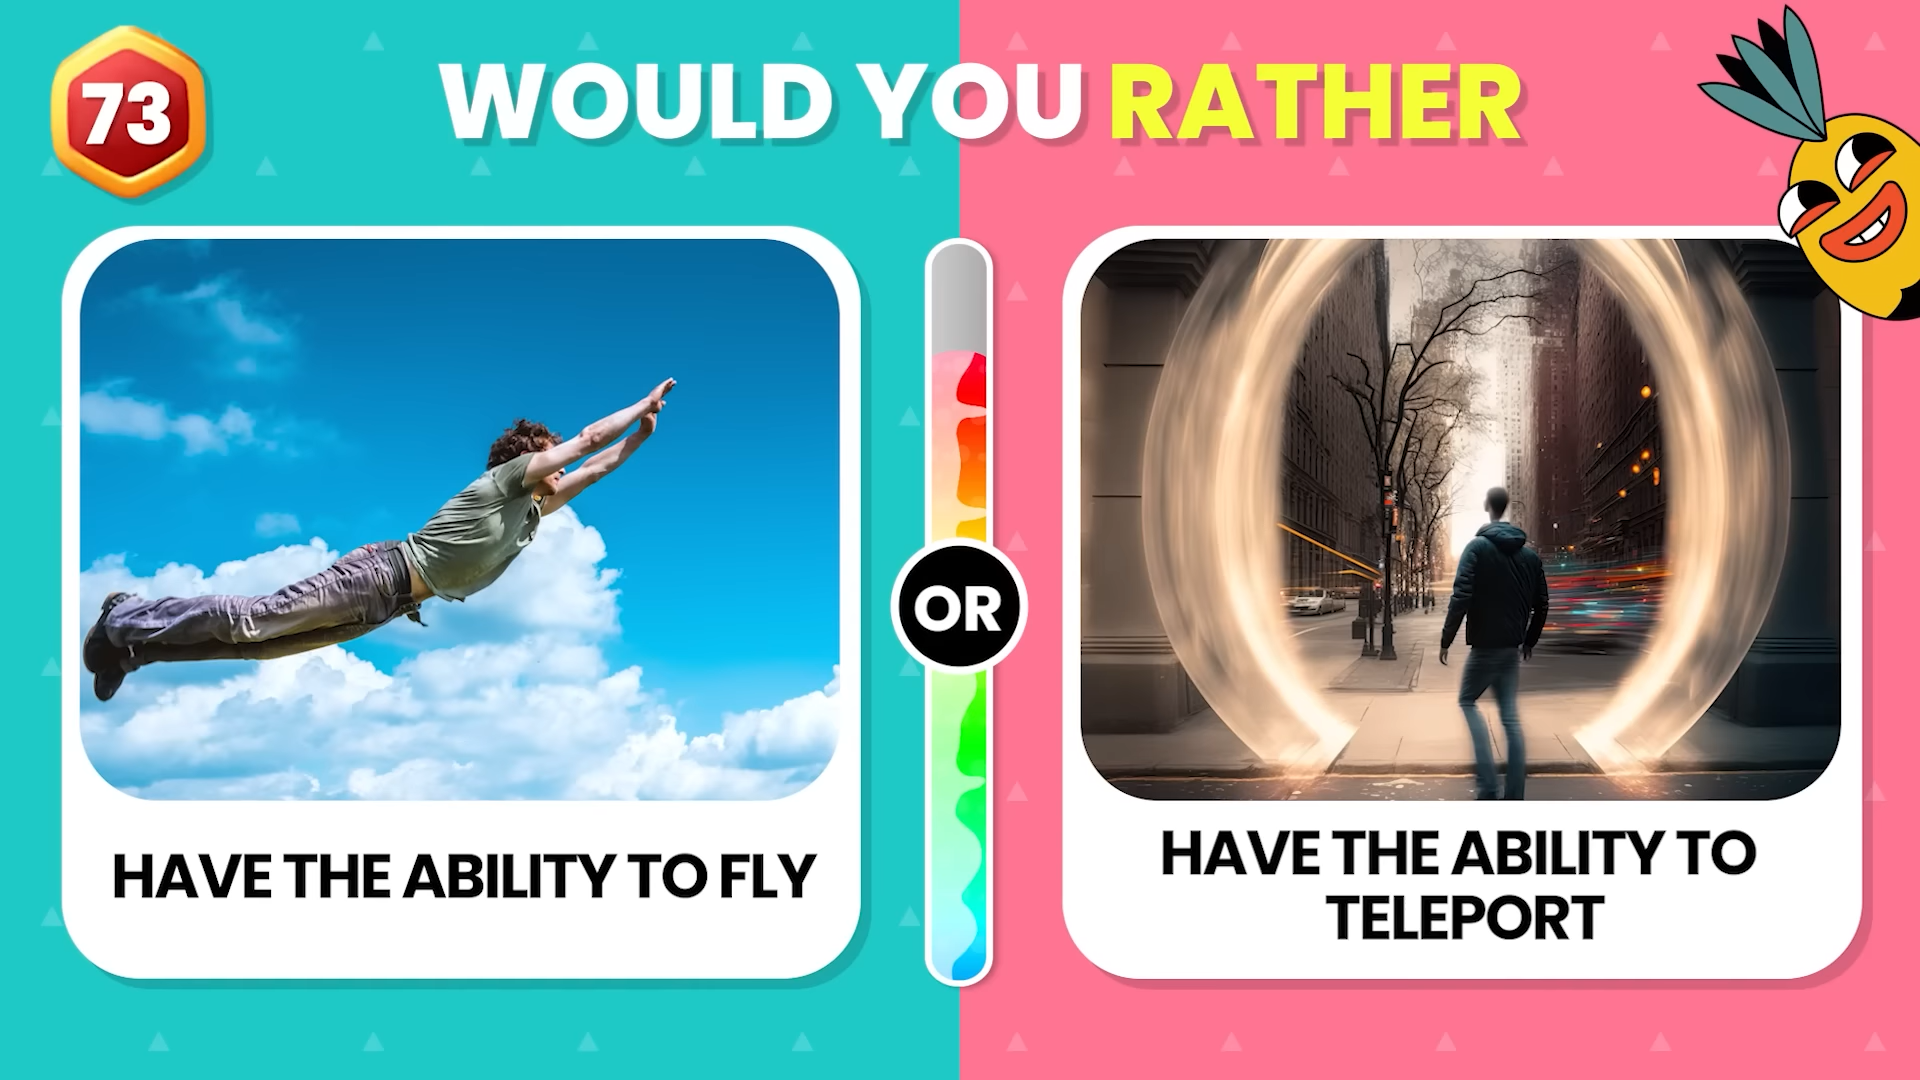 73
WOULD YOU RATHER
HAVE THE ABILITY TO FLY
OR
HAVE THE ABILITY TO
TELEPORT